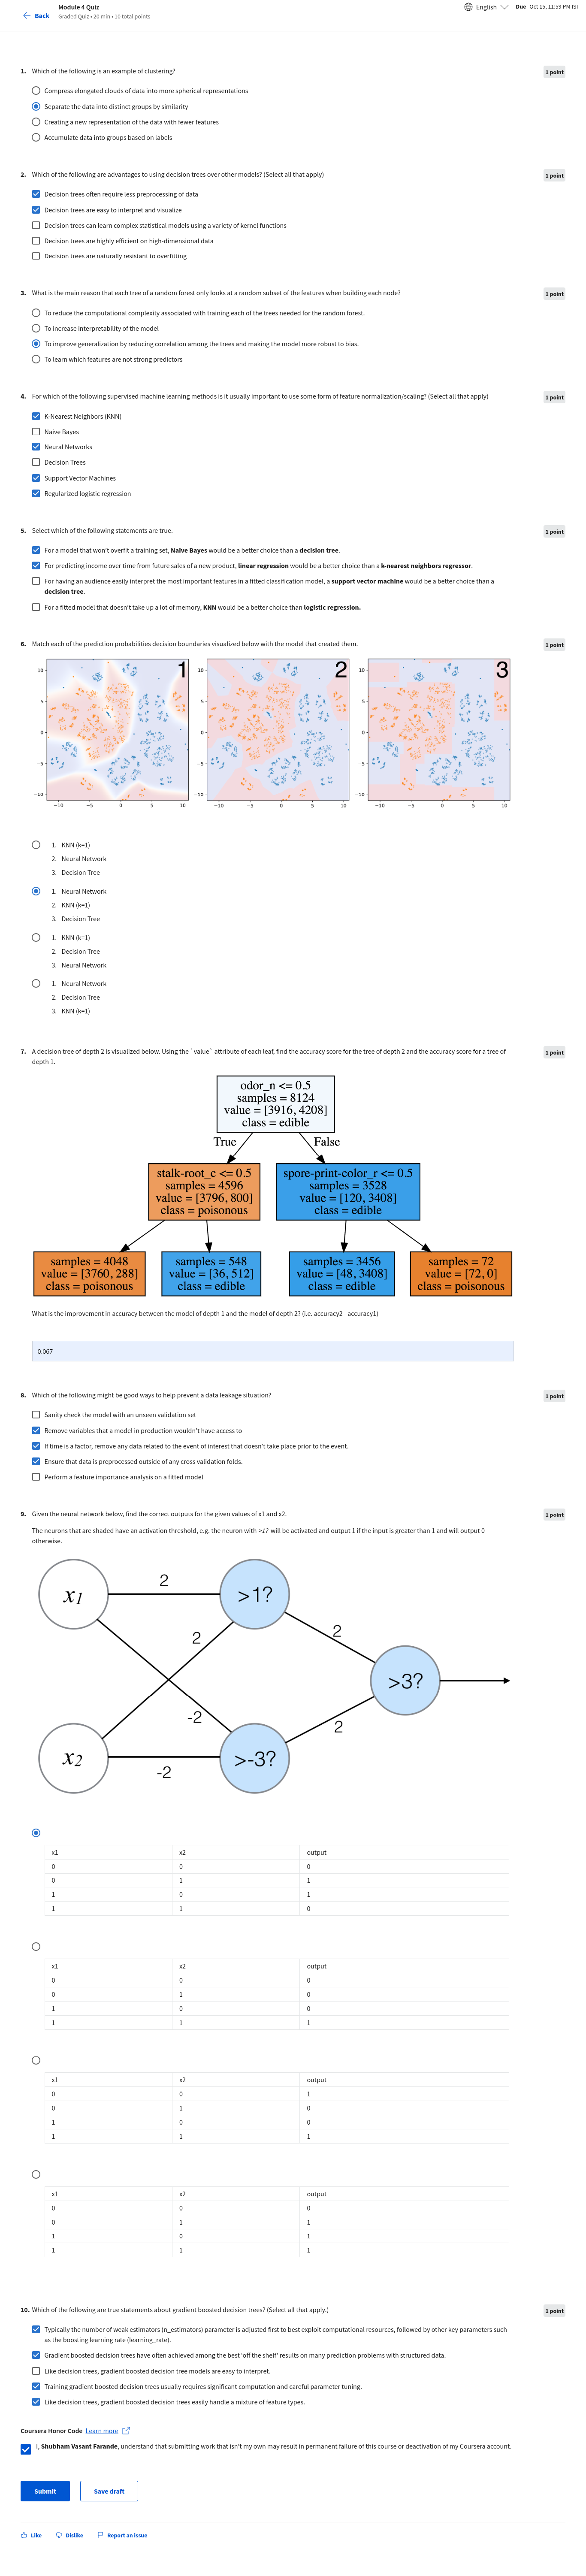 Back
Module 4 Quiz
Graded Quiz • 20 min • 10 total points
English
Due Oct 15, 11:59 PM IST
1. Which of the following is an example of clustering?
1 point
Compress elongated clouds of data into more spherical representations
Separate the data into distinct groups by similarity
Creating a new representation of the data with fewer features
Accumulate data into groups based on labels
2. Which of the following are advantages to using decision trees over other models? (Select all that apply)
1 point
Decision trees often require less preprocessing of data
Decision trees are easy to interpret and visualize
Decision trees can learn complex statistical models using a variety of kernel functions
Decision trees are highly efficient on high-dimensional data
Decision trees are naturally resistant to overfitting
3. What is the main reason that each tree of a random forest only looks at a random subset of the features when building each node?
1 point
To reduce the computational complexity associated with training each of the trees needed for the random forest.
To increase interpretability of the model
To improve generalization by reducing correlation among the trees and making the model more robust to bias.
To learn which features are not strong predictors
4. For which of the following supervised machine learning methods is it usually important to use some form of feature normalization/scaling? (Select all that apply)
1 point
K-Nearest Neighbors (KNN)
Naive Bayes
Neural Networks
Decision Trees
Support Vector Machines
Regularized logistic regression
5. Select which of the following statements are true.
1 point
For a model that won't overfit a training set, Naive Bayes would be a better choice than a decision tree.
For predicting income over time from future sales of a new product, linear regression would be a better choice than a k-nearest neighbors regressor.
For having an audience easily interpret the most important features in a fitted classification model, a support vector machine would be a better choice than a
decision tree.
For a fitted model that doesn't take up a lot of memory, KNN would be a better choice than logistic regression.
6. Match each of the prediction probabilities decision boundaries visualized below with the model that created them.
1 point
1
2
3
10 10 10
5 5 5
0 0 0
−5 −5 −5
−10 −10 −10
−10 −5 0 5 10 −10 −5 0 5 10 −10 −5 0 5 10
1. KNN (k=1)
2. Neural Network
3. Decision Tree
1. Neural Network
2. KNN (k=1)
3. Decision Tree
1. KNN (k=1)
2. Decision Tree
3. Neural Network
1. Neural Network
2. Decision Tree
3. KNN (k=1)
7. A decision tree of depth 2 is visualized below. Using the `value` attribute of each leaf, find the accuracy score for the tree of depth 2 and the accuracy score for a tree of
depth 1.
1 point
odor_n <= 0.5
samples = 8124
value = [3916, 4208]
class = edible
True
False
stalk-root_c <= 0.5
samples = 4596
value = [3796, 800]
class = poisonous
spore-print-color_r <= 0.5
samples = 3528
value = [120, 3408]
class = edible
samples = 4048
value = [3760, 288]
class = poisonous
samples = 548
value = [36, 512]
class = edible
samples = 3456
value = [48, 3408]
class = edible
samples = 72
value = [72, 0]
class = poisonous
What is the improvement in accuracy between the model of depth 1 and the model of depth 2? (i.e. accuracy2 - accuracy1)
0.067
8. Which of the following might be good ways to help prevent a data leakage situation?
1 point
Sanity check the model with an unseen validation set
Remove variables that a model in production wouldn't have access to
If time is a factor, remove any data related to the event of interest that doesn't take place prior to the event.
Ensure that data is preprocessed outside of any cross validation folds.
Perform a feature importance analysis on a fitted model
9. Given the neural network below, find the correct outputs for the given values of x1 and x2.
1 point
The neurons that are shaded have an activation threshold, e.g. the neuron with >1? will be activated and output 1 if the input is greater than 1 and will output 0
otherwise.
x1
2
>1?
2
2
>3?
-2
2
x2
-2
>-3?
x1 x2 output
0 0 0
0 1 1
1 0 1
1 1 0
x1 x2 output
0 0 0
0 1 0
1 0 0
1 1 1
x1 x2 output
0 0 1
0 1 0
1 0 0
1 1 1
x1 x2 output
0 0 0
0 1 1
1 0 1
1 1 1
10. Which of the following are true statements about gradient boosted decision trees? (Select all that apply.)
1 point
Typically the number of weak estimators (n_estimators) parameter is adjusted first to best exploit computational resources, followed by other key parameters such
as the boosting learning rate (learning_rate).
Gradient boosted decision trees have often achieved among the best 'off the shelf' results on many prediction problems with structured data.
Like decision trees, gradient boosted decision tree models are easy to interpret.
Training gradient boosted decision trees usually requires significant computation and careful parameter tuning.
Like decision trees, gradient boosted decision trees easily handle a mixture of feature types.
Coursera Honor Code Learn more
I, Shubham Vasant Farande, understand that submitting work that isn't my own may result in permanent failure of this course or deactivation of my Coursera account.
Submit
Save draft
Like
Dislike
Report an issue